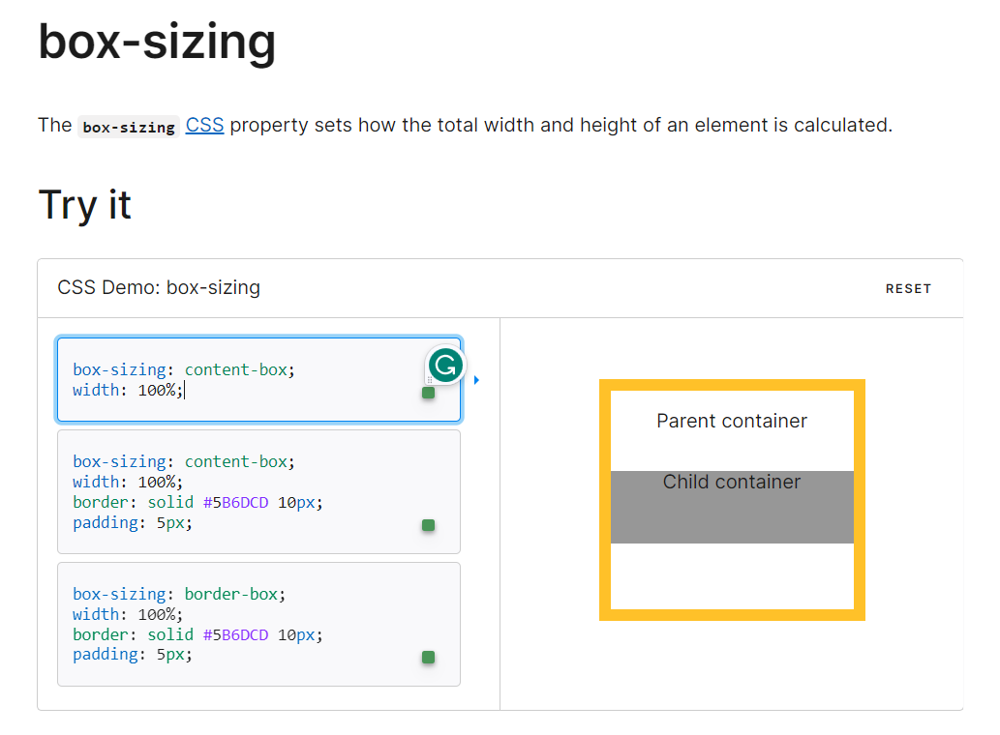 box-sizing
The box-sizing CSS property sets how the total width and height of an element is calculated.
Try it
CSS Demo: box-sizing
RESET
box-sizing: content-box;
width: 100%;
box-sizing: content-box;
width: 100%;
border: solid #5B6DCD 10px;
padding: 5px;
box-sizing: border-box;
width: 100%;
border: solid #5B6DCD 10px;
padding: 5px;
Parent container
Child container